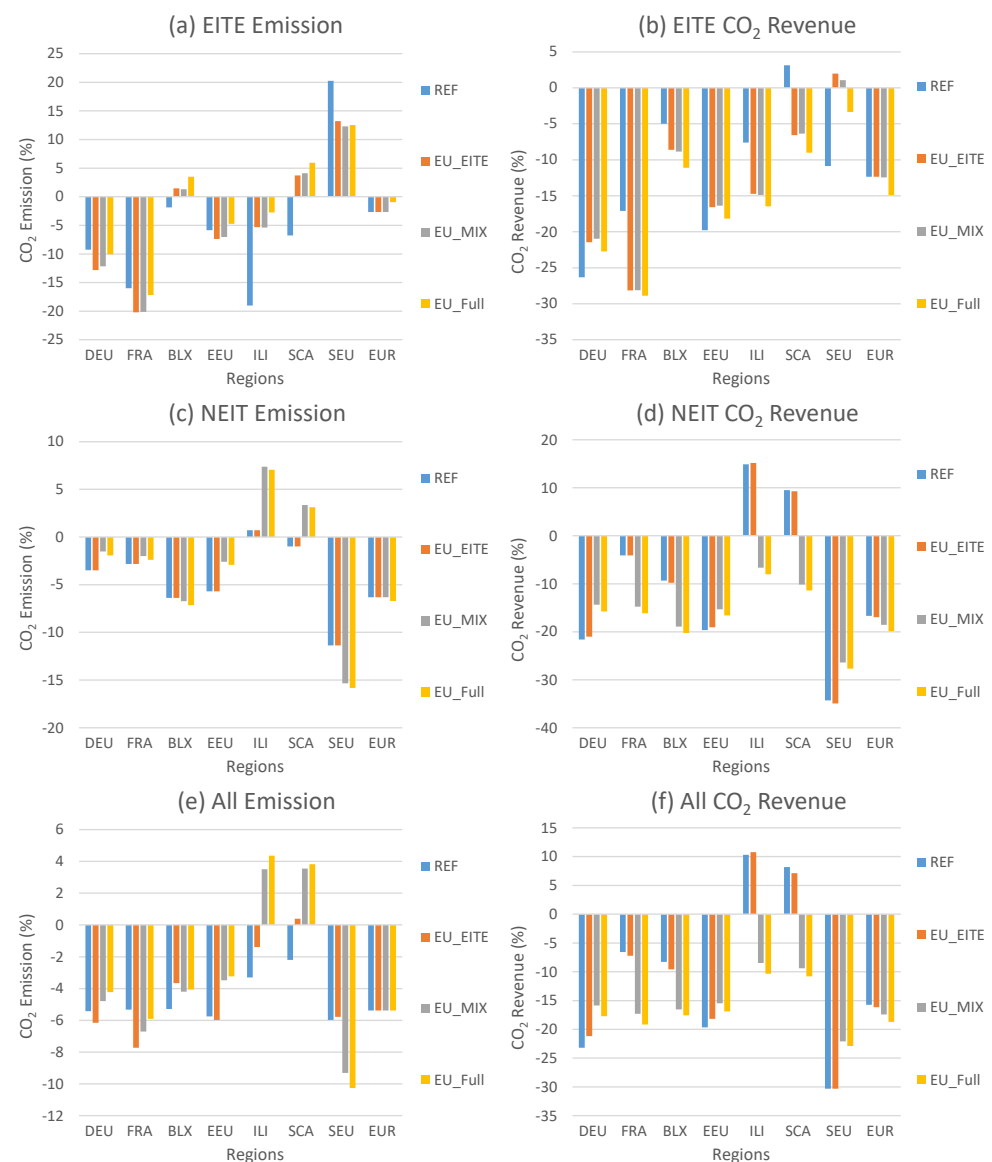 (a) EITE Emission
CO₂ Emission (%)
25
20
15
10
5
0
-5
-10
-15
-20
-25
DEU FRA BLX EEU ILI SCA SEU EUR
Regions
REF
EU_EITE
EU_MIX
EU_Full
(b) EITE CO₂ Revenue
CO₂ Revenue (%)
5
0
-5
-10
-15
-20
-25
-30
-35
DEU FRA BLX EEU ILI SCA SEU EUR
Regions
REF
EU_EITE
EU_MIX
EU_Full
(c) NEIT Emission
CO₂ Emission (%)
10
5
0
-5
-10
-15
-20
DEU FRA BLX EEU ILI SCA SEU EUR
Regions
REF
EU_EITE
EU_MIX
EU_Full
(d) NEIT CO₂ Revenue
CO₂ Revenue (%)
20
10
0
-10
-20
-30
-40
DEU FRA BLX EEU ILI SCA SEU EUR
Regions
REF
EU_EITE
EU_MIX
EU_Full
(e) All Emission
CO₂ Emission (%)
6
4
2
0
-2
-4
-6
-8
-10
-12
DEU FRA BLX EEU ILI SCA SEU EUR
Regions
REF
EU_EITE
EU_MIX
EU_Full
(f) All CO₂ Revenue
CO₂ Revenue (%)
15
10
5
0
-5
-10
-15
-20
-25
-30
-35
DEU FRA BLX EEU ILI SCA SEU EUR
Regions
REF
EU_EITE
EU_MIX
EU_Full